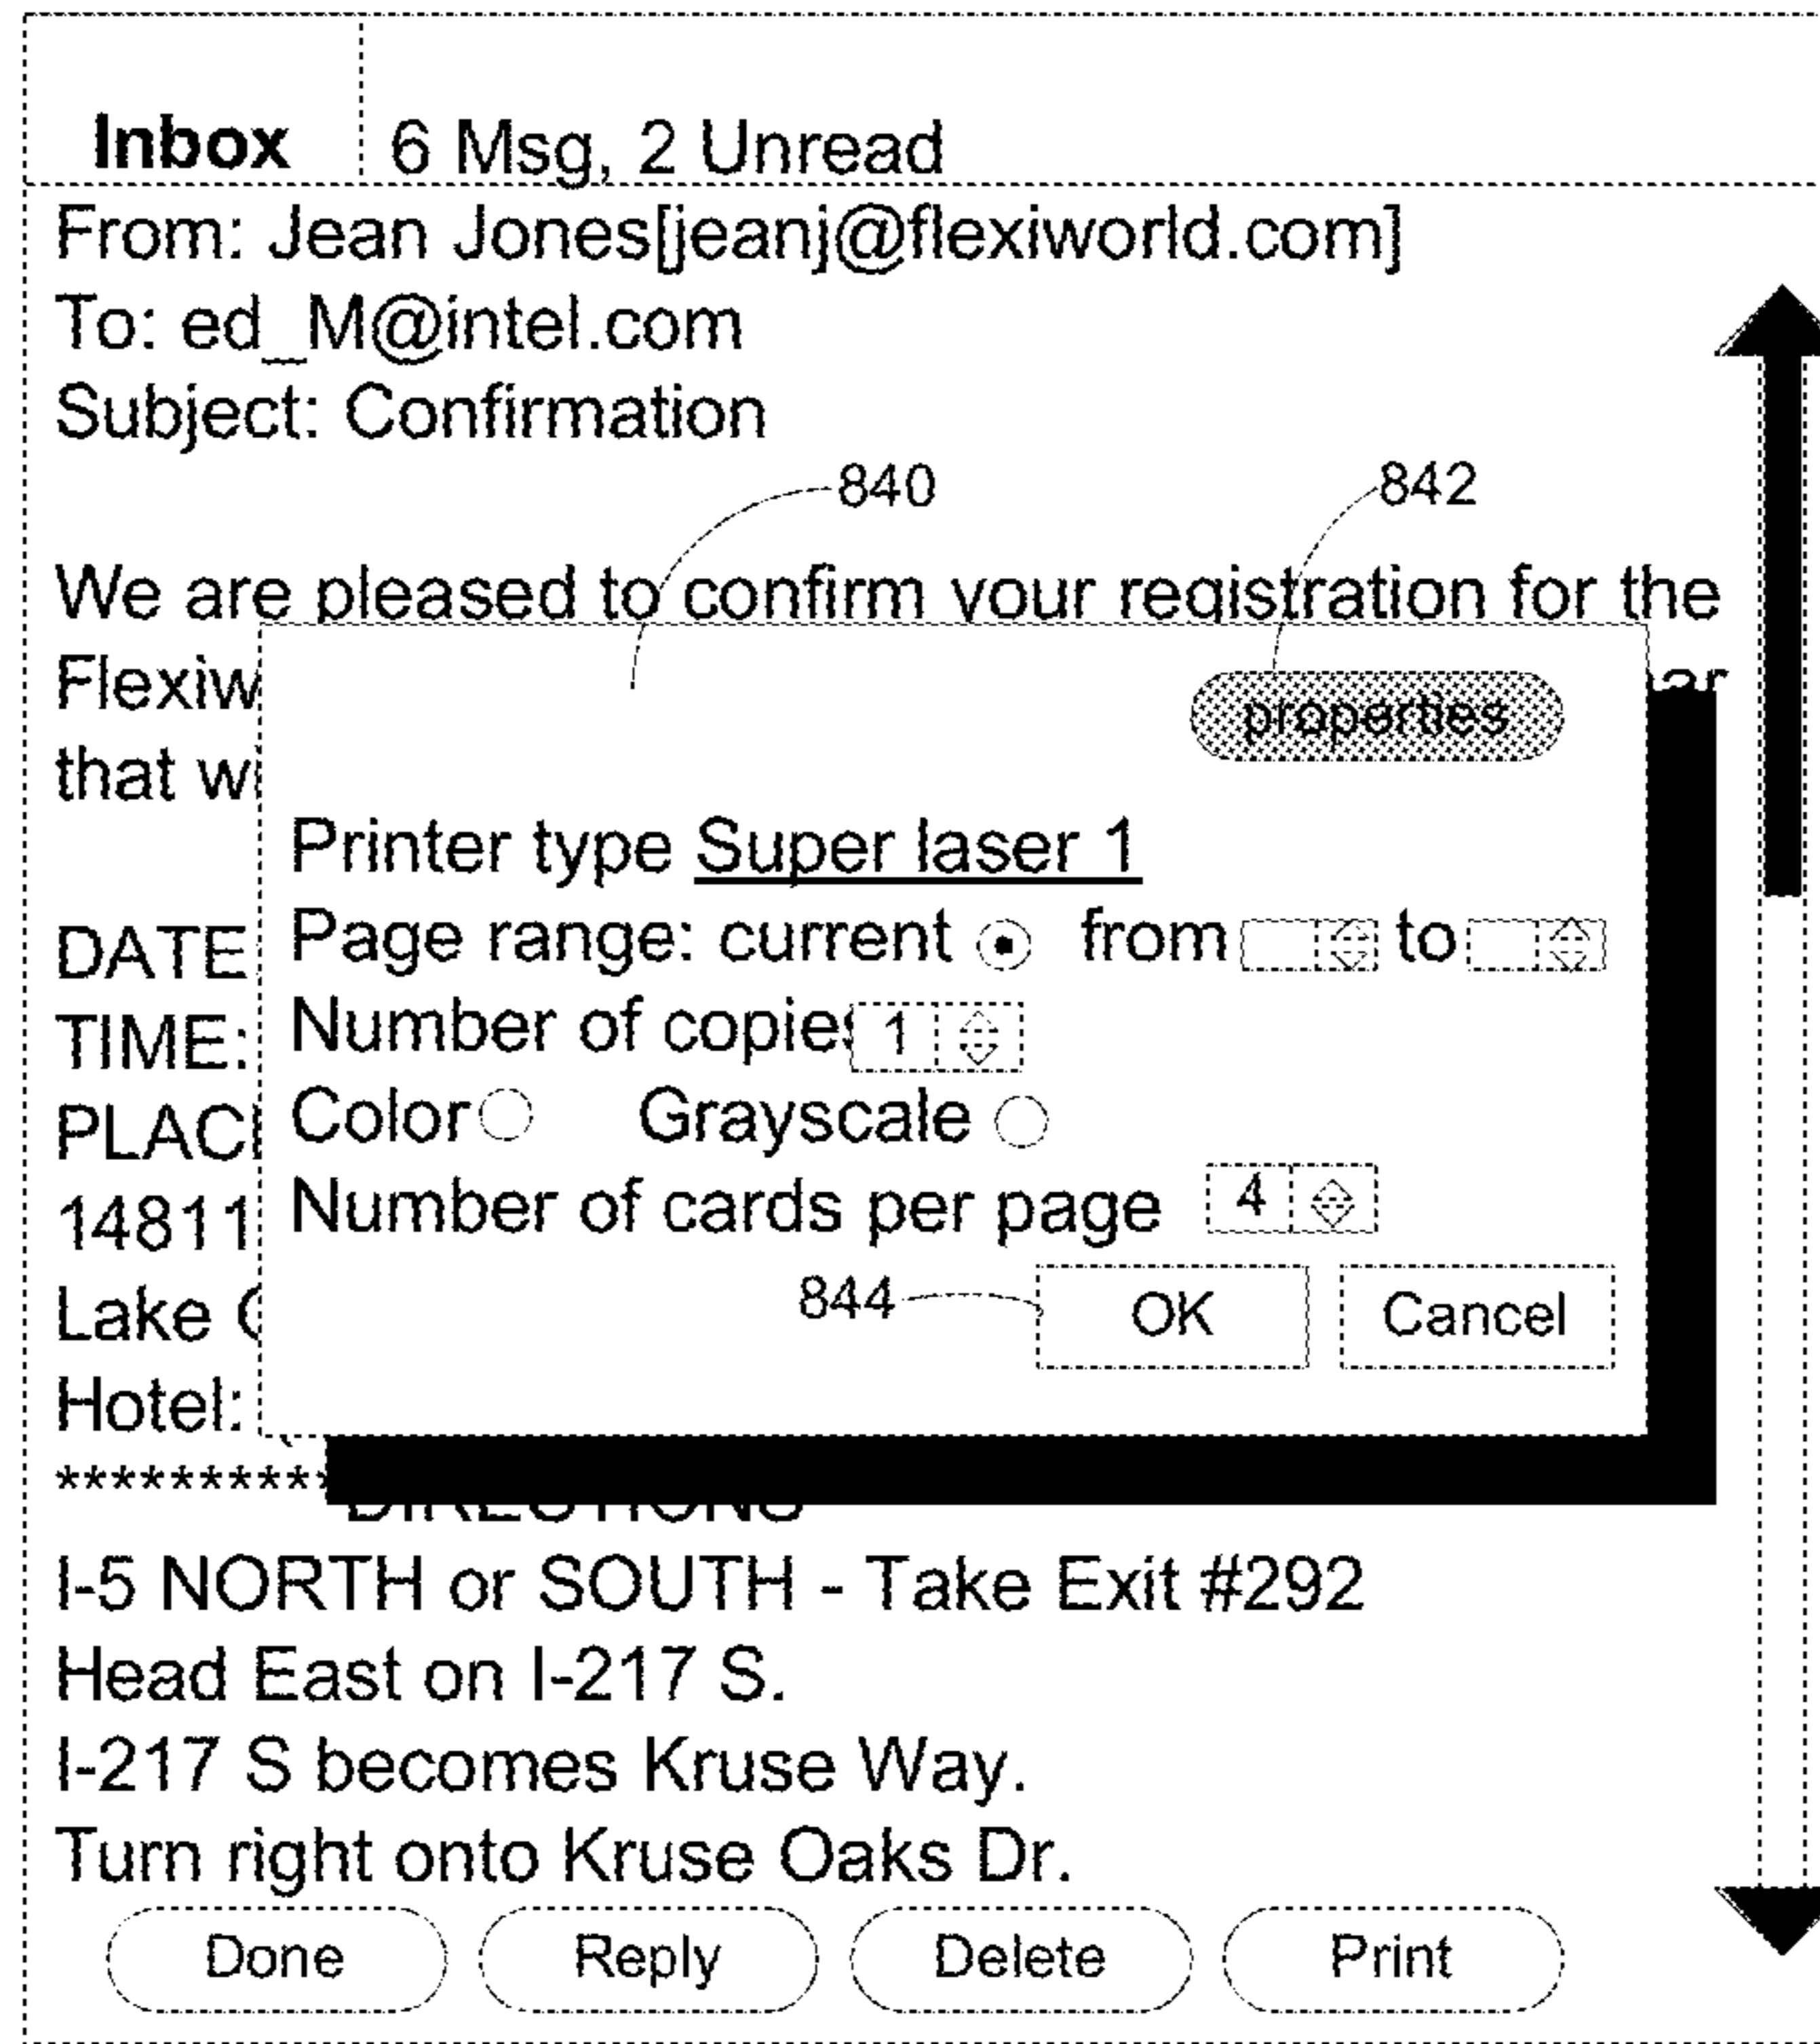 Inbox 6 Msg, 2 Unread
From: Jean Jones[jeanj@flexiworld.com]
To: ed_M@intel.com
Subject: Confirmation
840 842
We are pleased to confirm your registration for the
Flexiw
properties
that w
Printer type Super laser 1
DATE
Page range: current from to
TIME:
Number of copies 1
PLACE
Color Grayscale
14811
Number of cards per page 4
Lake
844 OK Cancel
Hotel:
**********
DIRECTIONS
I-5 NORTH or SOUTH - Take Exit #292
Head East on I-217 S.
I-217 S becomes Kruse Way.
Turn right onto Kruse Oaks Dr.
Done Reply Delete Print